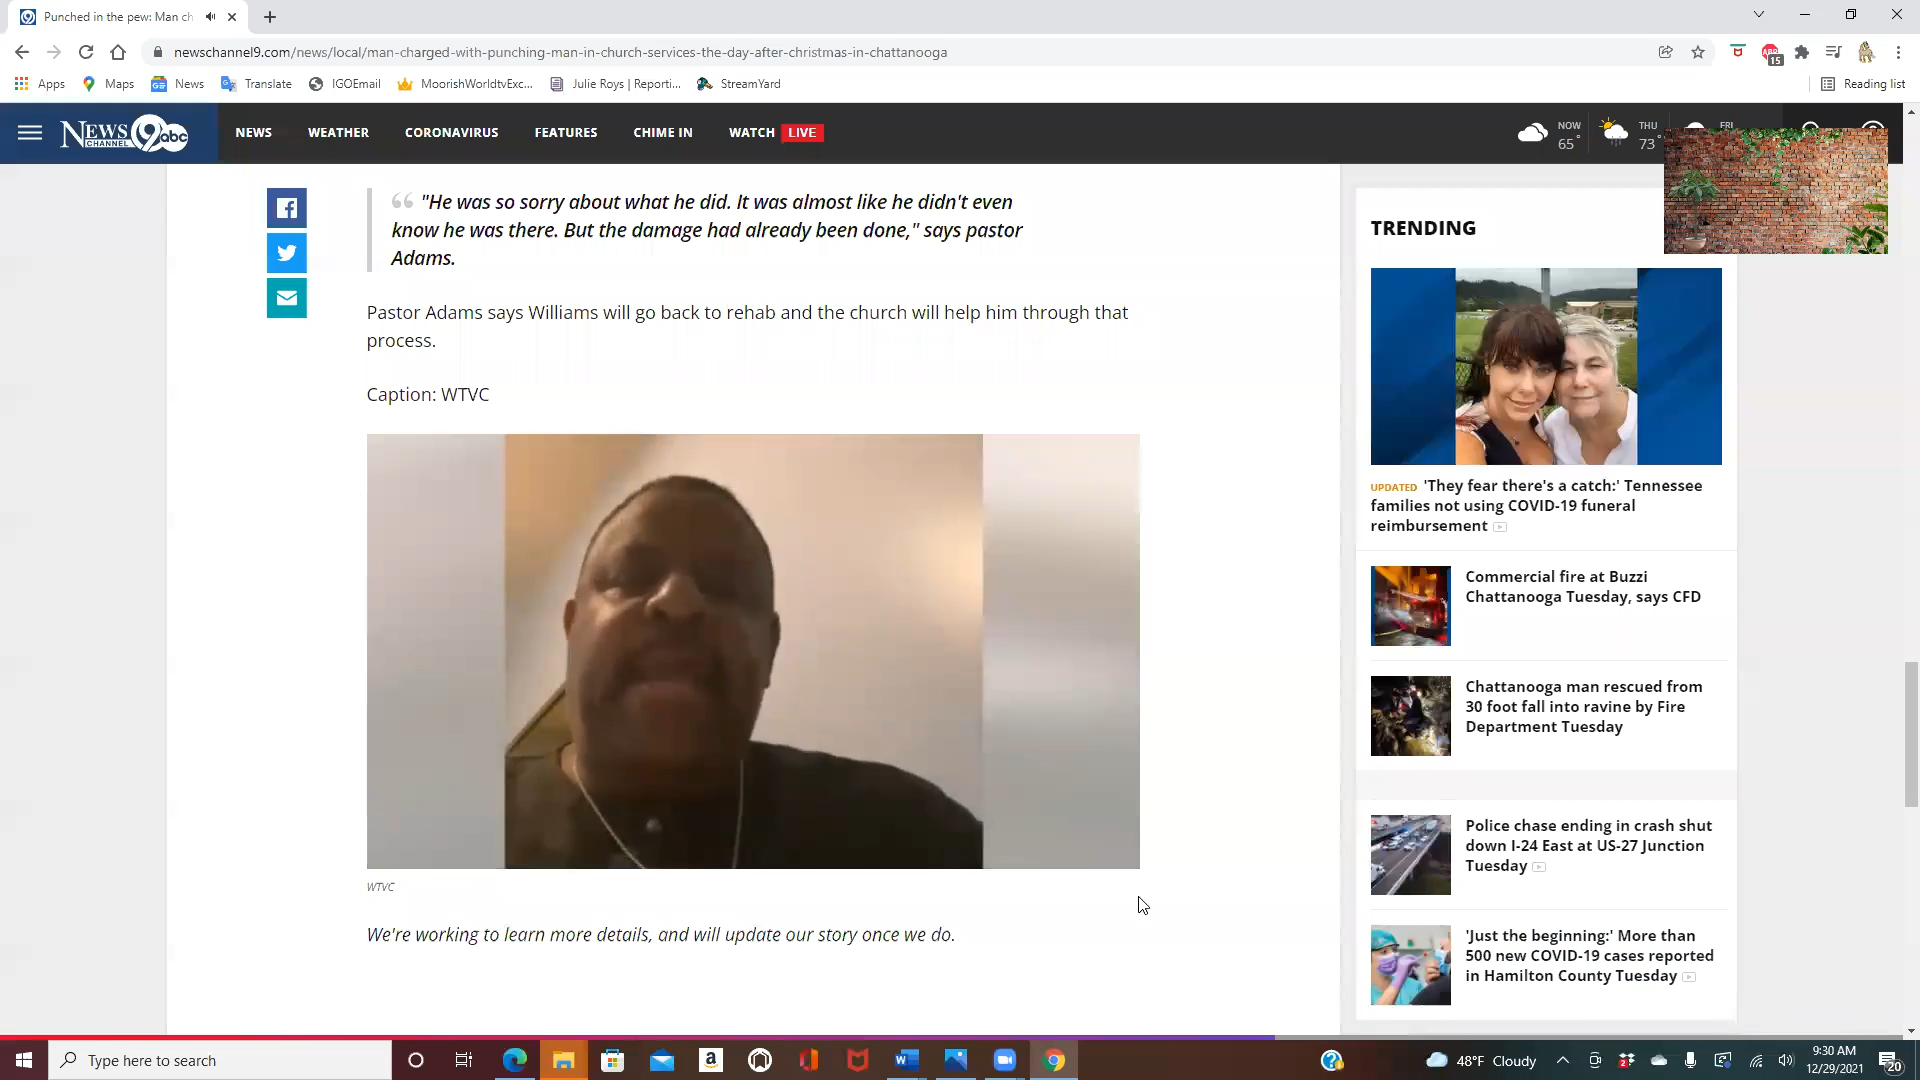 Punched in the pew: Man ch
newschannel9.com/news/local/man-charged-with-punching-man-in-church-services-the-day-after-christmas-in-chattanooga
ABP
15
Apps
Maps
News
Translate
IGOEmail
MoorishWorldtvExc...
Julie Roys | Reporti...
StreamYard
Reading list
NEWS
CHANNEL
9
abc
NEWS
WEATHER
CORONAVIRUS
FEATURES
CHIME IN
WATCH LIVE
NOW
65°
THU
73°
FRI
"He was so sorry about what he did. It was almost like he didn't even
know he was there. But the damage had already been done," says pastor
Adams.
Pastor Adams says Williams will go back to rehab and the church will help him through that
process.
Caption: WTVC
WTVC
We're working to learn more details, and will update our story once we do.
TRENDING
UPDATED 'They fear there's a catch:' Tennessee
families not using COVID-19 funeral
reimbursement
Commercial fire at Buzzi
Chattanooga Tuesday, says CFD
Chattanooga man rescued from
30 foot fall into ravine by Fire
Department Tuesday
Police chase ending in crash shut
down I-24 East at US-27 Junction
Tuesday
'Just the beginning:' More than
500 new COVID-19 cases reported
in Hamilton County Tuesday
Type here to search
48°F Cloudy
9:30 AM
12/29/2021
20